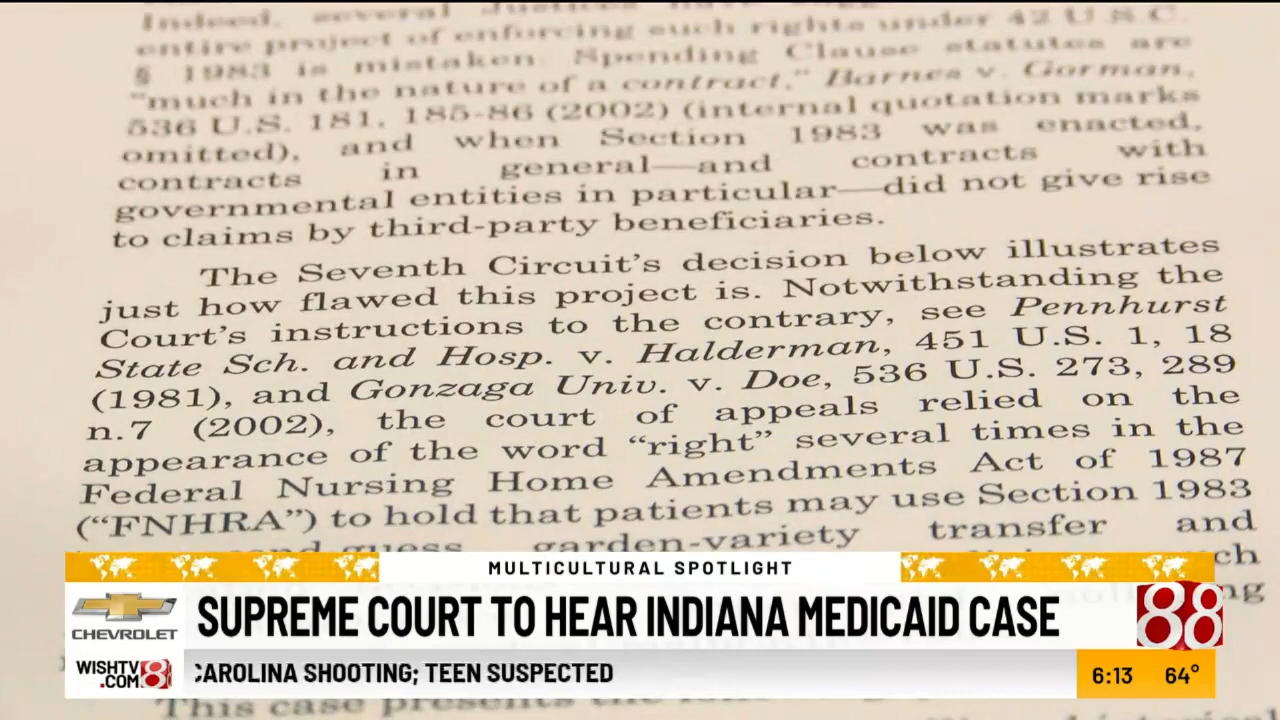 Indeed, several Justices have
entire project of enforcing such rights under 42 U.S.C.
§ 1983 is mistaken. Spending Clause statutes are
“much in the nature of a contract,” Barnes v. Gorman,
536 U.S. 181, 185-86 (2002) (internal quotation marks
omitted), and when Section 1983 was enacted,
contracts in general—and contracts with
governmental entities in particular—did not give rise
to claims by third-party beneficiaries.
The Seventh Circuit’s decision below illustrates
just how flawed this project is. Notwithstanding the
Court’s instructions to the contrary, see Pennhurst
State Sch. and Hosp. v. Halderman, 451 U.S. 1, 18
(1981), and Gonzaga Univ. v. Doe, 536 U.S. 273, 289
n.7 (2002), the court of appeals relied on the
appearance of the word “right” several times in the
Federal Nursing Home Amendments Act of 1987
(“FNHRA”) to hold that patients may use Section 1983
guess garden-variety transfer and
MULTICULTURAL SPOTLIGHT
CHEVROLET
SUPREME COURT TO HEAR INDIANA MEDICAID CASE
88
WISHTV
.COM 8
CAROLINA SHOOTING; TEEN SUSPECTED
6:13 64°
This case presents the